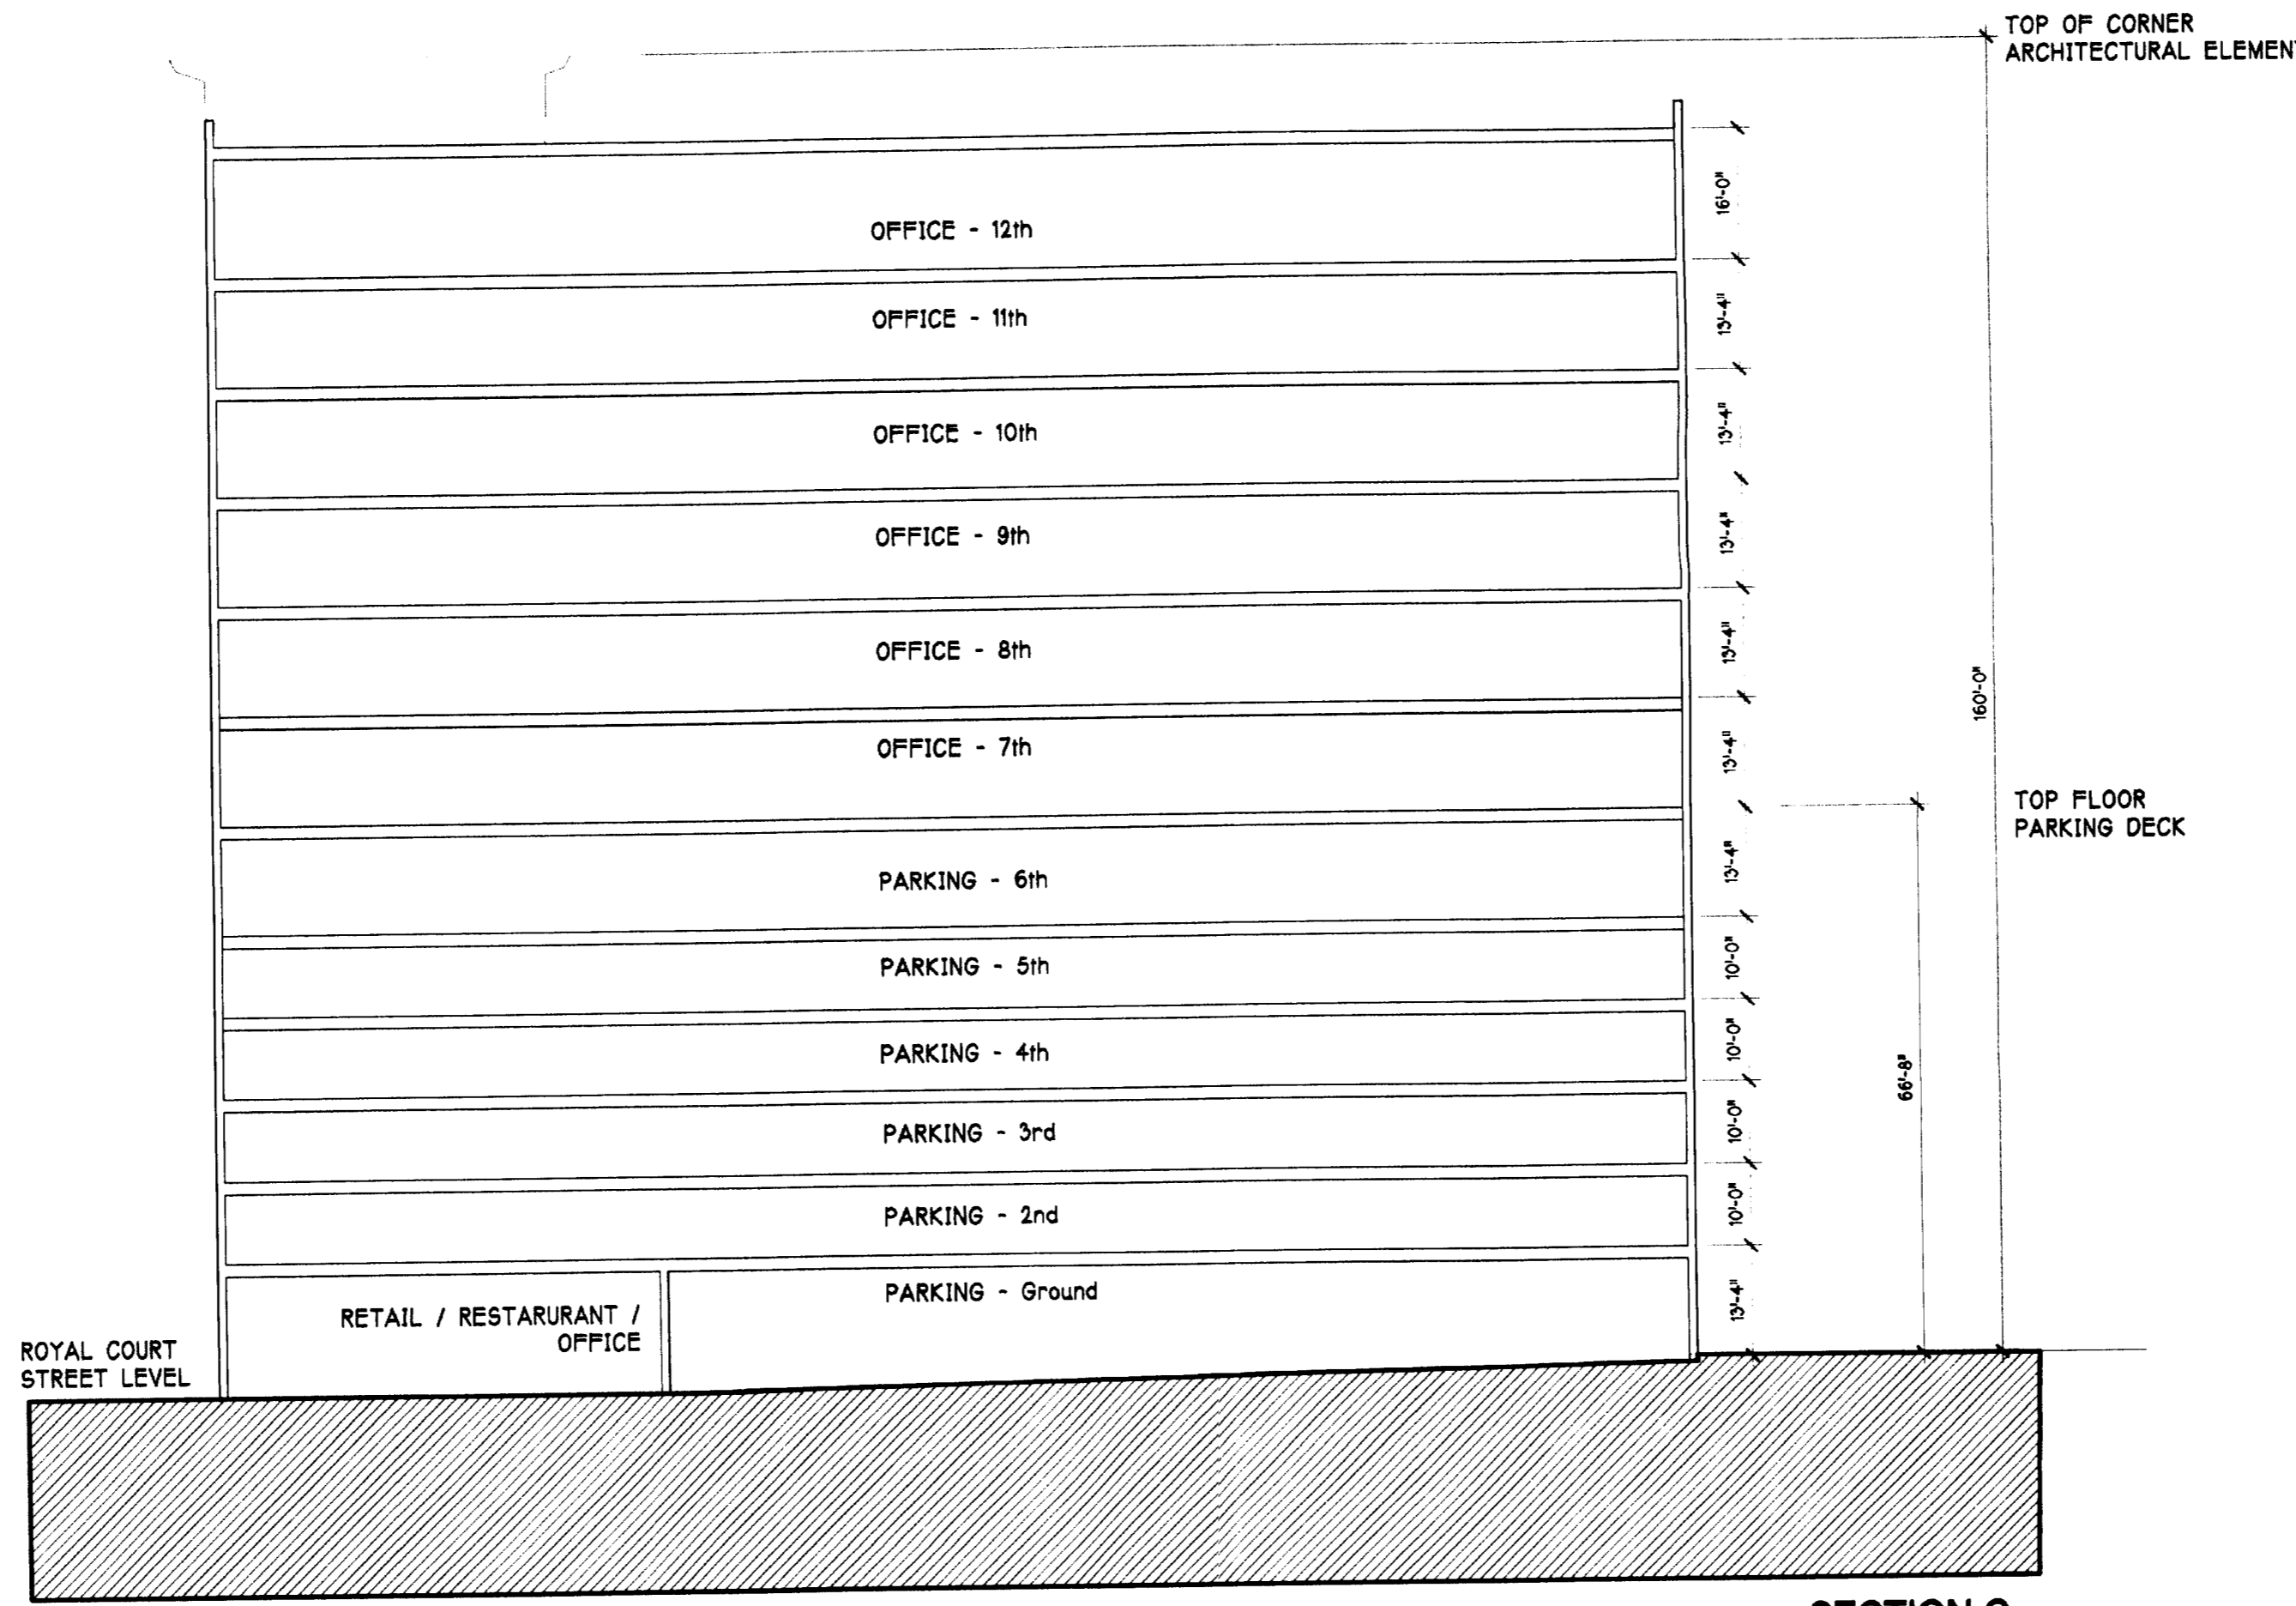 TOP OF CORNER
ARCHITECTURAL ELEMENT
16'-0"
OFFICE - 12th
OFFICE - 11th
13'-4"
OFFICE - 10th
13'-4"
OFFICE - 9th
13'-4"
OFFICE - 8th
13'-4"
160'-0"
OFFICE - 7th
13'-4"
TOP FLOOR
PARKING DECK
PARKING - 6th
13'-4"
PARKING - 5th
10'-0"
PARKING - 4th
10'-0"
66'-8"
PARKING - 3rd
10'-0"
PARKING - 2nd
10'-0"
PARKING - Ground
13'-4"
RETAIL / RESTARURANT /
OFFICE
ROYAL COURT
STREET LEVEL